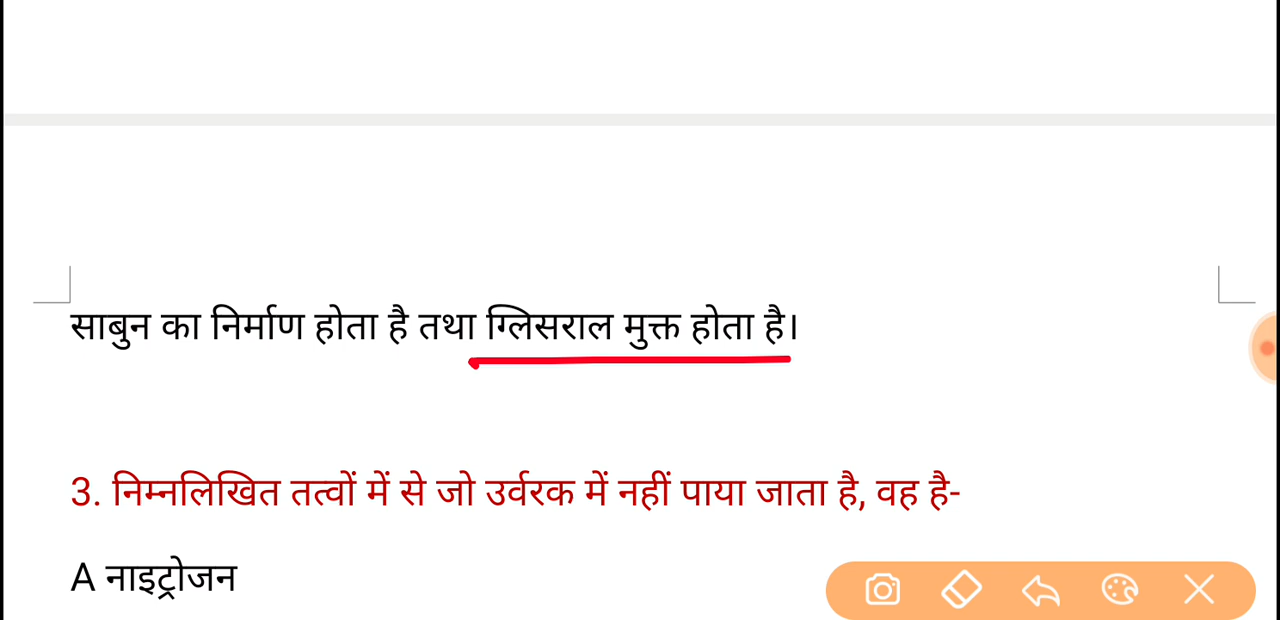 साबुन का निर्माण होता है तथा ग्लिसराल मुक्त होता है।
3. निम्नलिखित तत्वों में से जो उर्वरक में नहीं पाया जाता है, वह है-
A नाइट्रोजन